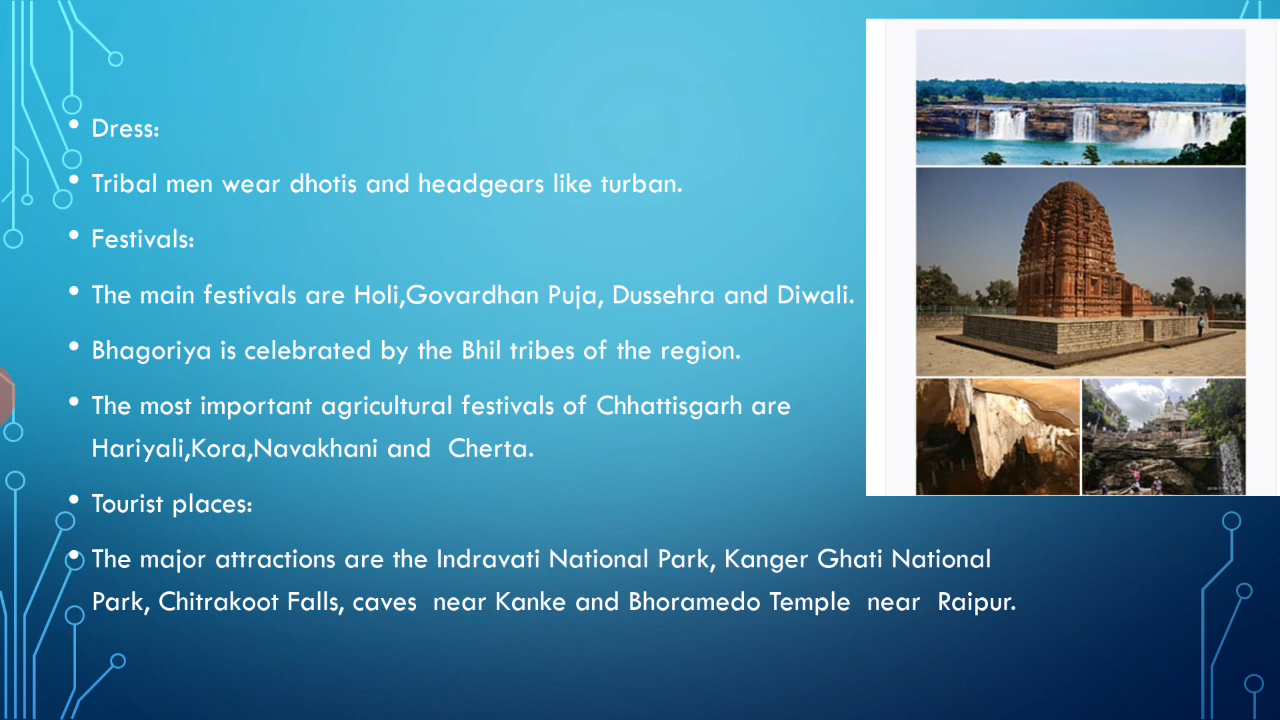 • Dress:
• Tribal men wear dhotis and headgears like turban.
• Festivals:
• The main festivals are Holi,Govardhan Puja, Dussehra and Diwali.
• Bhagoriya is celebrated by the Bhil tribes of the region.
• The most important agricultural festivals of Chhattisgarh are
Hariyali,Kora,Navakhani and  Cherta.
• Tourist places:
• The major attractions are the Indravati National Park, Kanger Ghati National
Park, Chitrakoot Falls, caves  near Kanke and Bhoramedo Temple  near  Raipur.